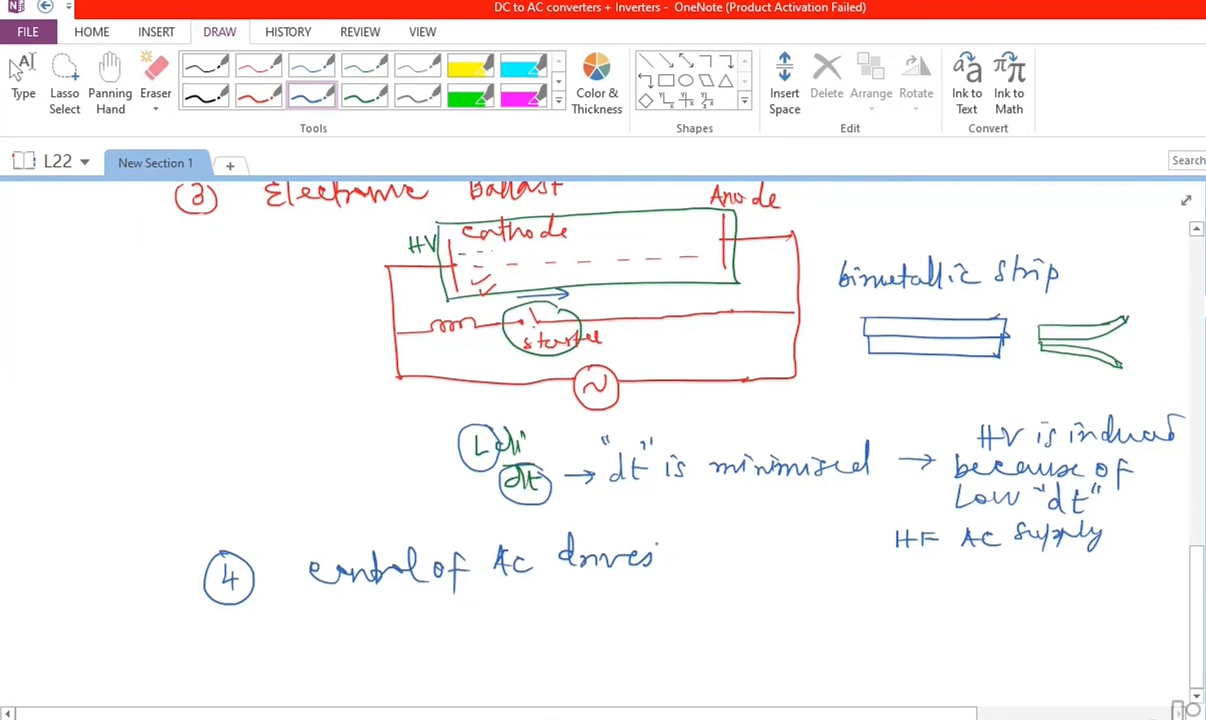 DC to AC converters + Inverters - OneNote (Product Activation Failed)
FILE HOME INSERT DRAW HISTORY REVIEW VIEW
Type Lasso Select Panning Hand Eraser
Color & Thickness
Insert Space Delete Arrange Rotate
Ink to Text Ink to Math
Tools Shapes Edit Convert
L22 New Section 1 + Search
3 Electronic Ballast
Anode
HV Cathode
bimetallic strip
starter
L di/dt → "dt" is minimised → HV is induced
because of
Low "dt"
HF AC supply
4 control of AC drives